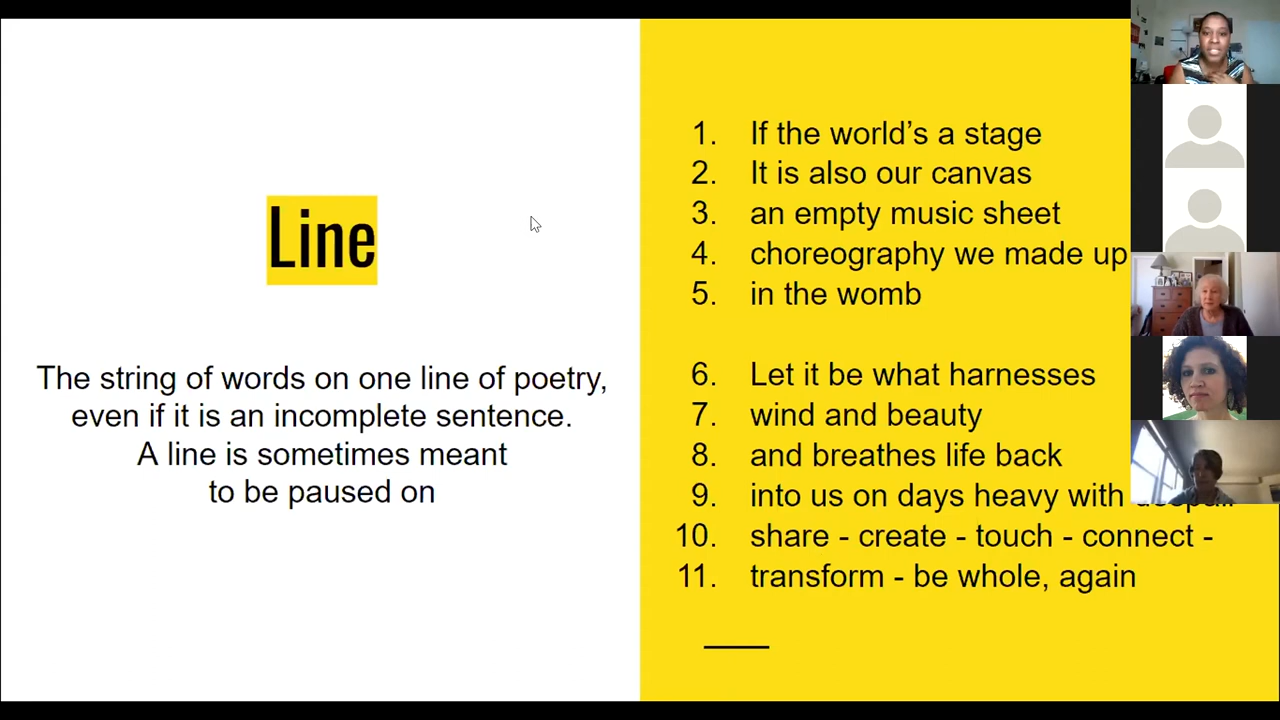 Line
The string of words on one line of poetry,
even if it is an incomplete sentence.
A line is sometimes meant
to be paused on
1. If the world’s a stage
2. It is also our canvas
3. an empty music sheet
4. choreography we made up
5. in the womb
6. Let it be what harnesses
7. wind and beauty
8. and breathes life back
9. into us on days heavy with
10. share - create - touch - connect -
11. transform - be whole, again